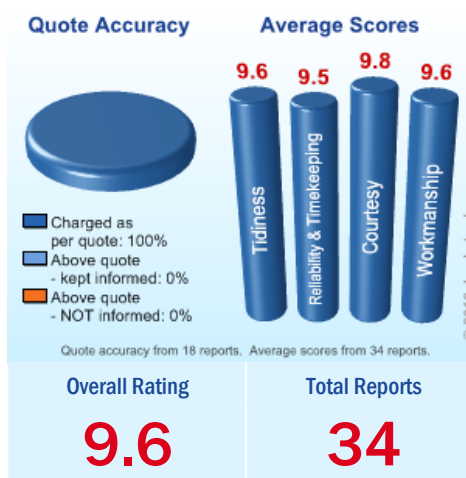 Quote Accuracy
Average Scores
9.6
9.5
9.8
9.6
Tidiness
Reliability & Timekeeping
Courtesy
Workmanship
Charged as
per quote: 100%
Above quote
- kept informed: 0%
Above quote
- NOT informed: 0%
Quote accuracy from 18 reports. Average scores from 34 reports.
Overall Rating
Total Reports
9.6
34